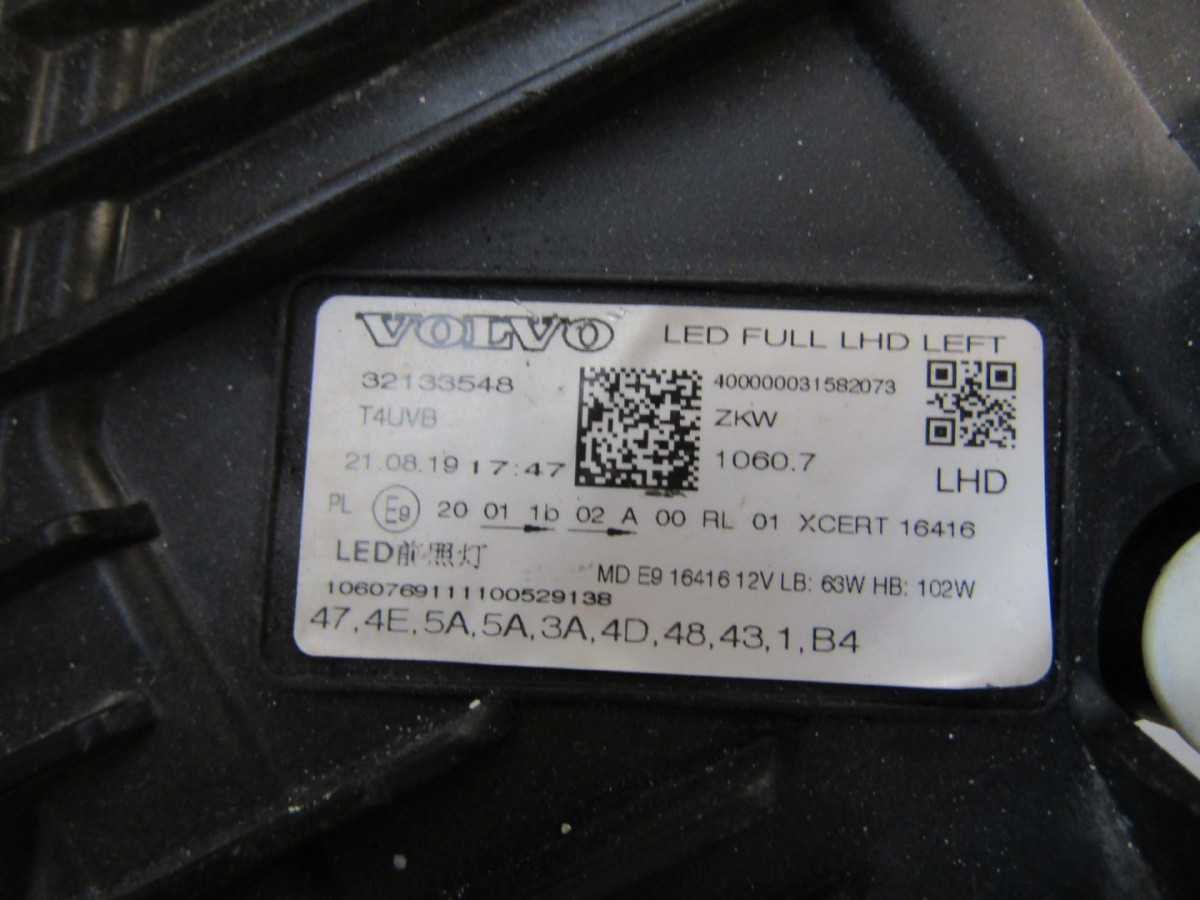 VOLVO LED FULL LHD LEFT
32133548 400000031582073
T4UVB ZKW
21.08.19 17:47 1060.7
LHD
PL E9 20 01 1b 02 A 00 RL 01 XCERT 16416
LED前照灯
MD E9 16416 12V LB: 63W HB: 102W
1060769111100529138
47,4E,5A,5A,3A,4D,48,43,1,B4